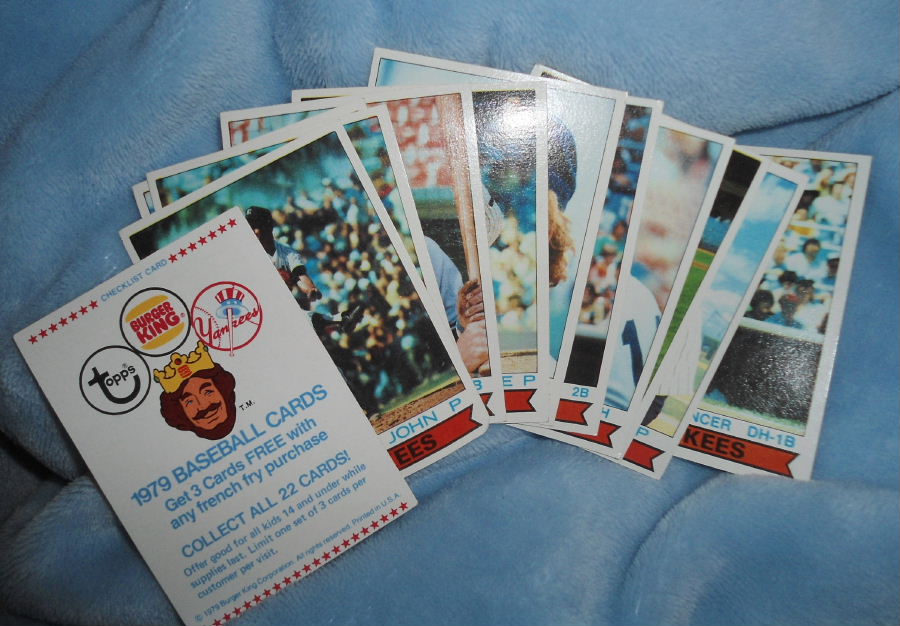 CHECKLIST CARD
BURGER
KING
Yankees
Topps
T.M.
1979 BASEBALL CARDS
Get 3 Cards FREE with
any french fry purchase
COLLECT ALL 22 CARDS!
Offer good for all kids 14 and under while
supplies last. Limit one set of 3 cards per
customer per visit.
© 1979 Burger King Corporation. All rights reserved. Printed in U.S.A.
JOHN P
EES
B
E P
2B
H
P
NCER DH-1B
KEES
1